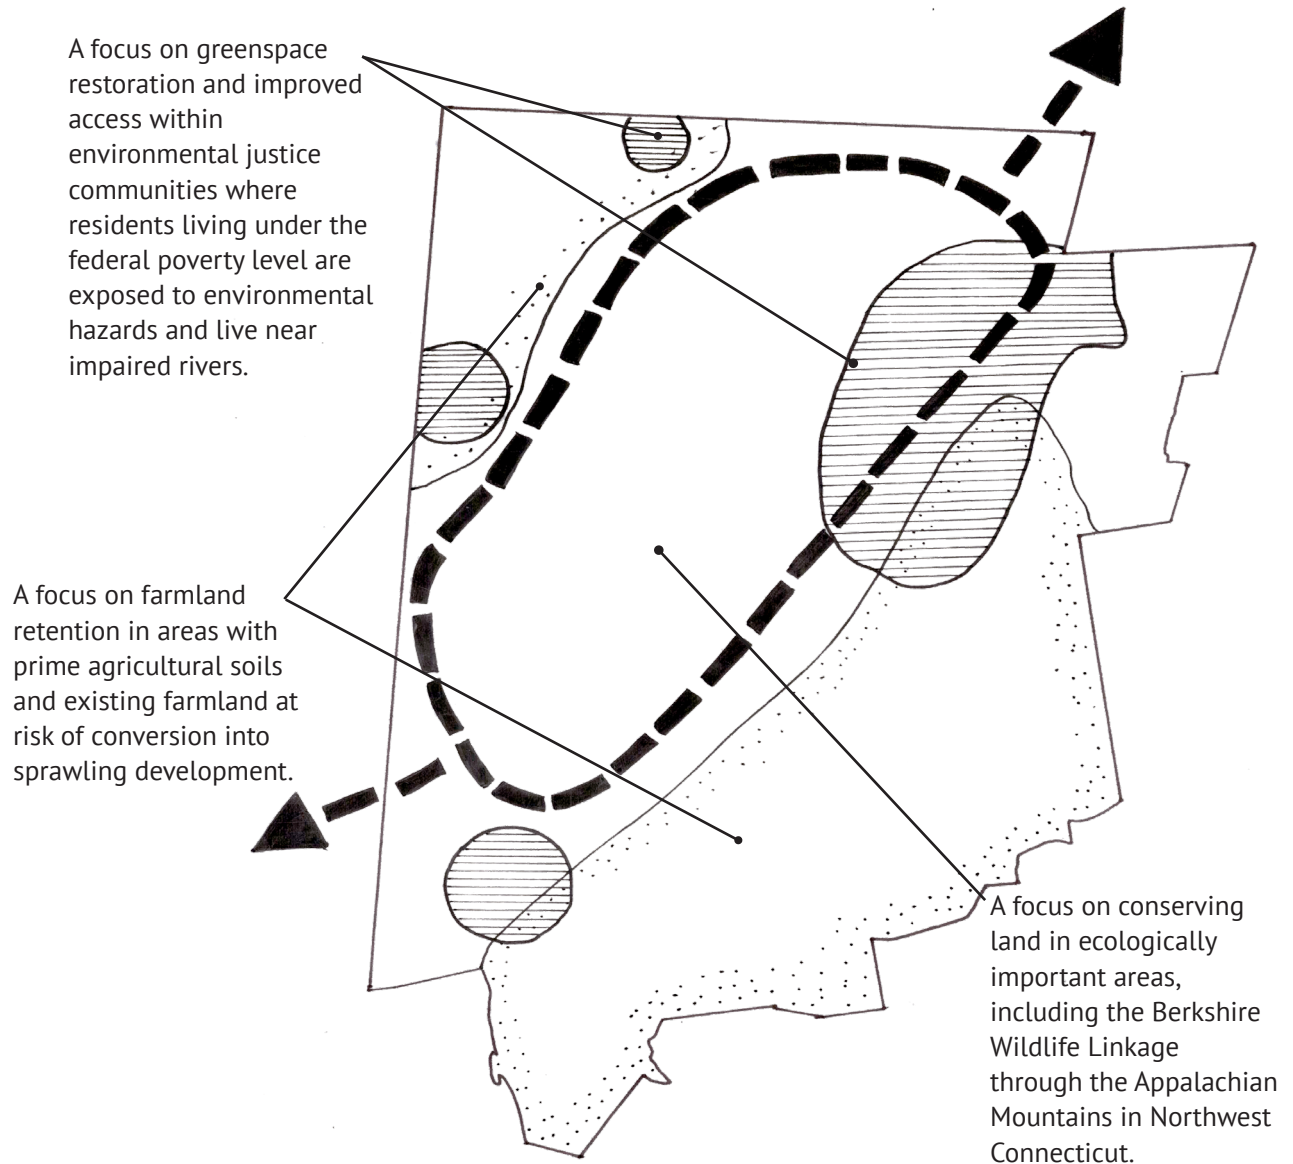 A focus on greenspace
restoration and improved
access within
environmental justice
communities where
residents living under the
federal poverty level are
exposed to environmental
hazards and live near
impaired rivers.
A focus on farmland
retention in areas with
prime agricultural soils
and existing farmland at
risk of conversion into
sprawling development.
A focus on conserving
land in ecologically
important areas,
including the Berkshire
Wildlife Linkage
through the Appalachian
Mountains in Northwest
Connecticut.